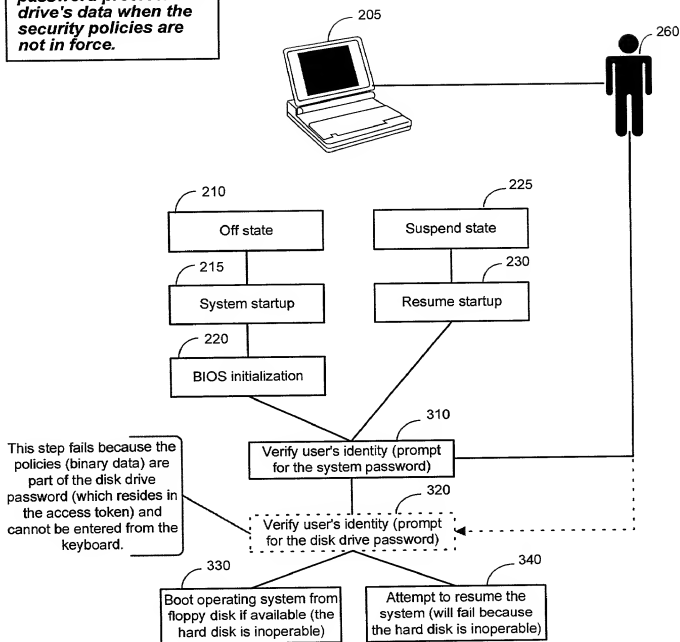 drive's data when the
security policies are
not in force.
205
260
210
Off state
225
Suspend state
215
System startup
230
Resume startup
220
BIOS initialization
310
Verify user's identity (prompt
for the system password)
This step fails because the
policies (binary data) are
part of the disk drive
password (which resides in
the access token) and
cannot be entered from the
keyboard.
320
Verify user's identity (prompt
for the disk drive password)
330
Boot operating system from
floppy disk if available (the
hard disk is inoperable)
340
Attempt to resume the
system (will fail because
the hard disk is inoperable)